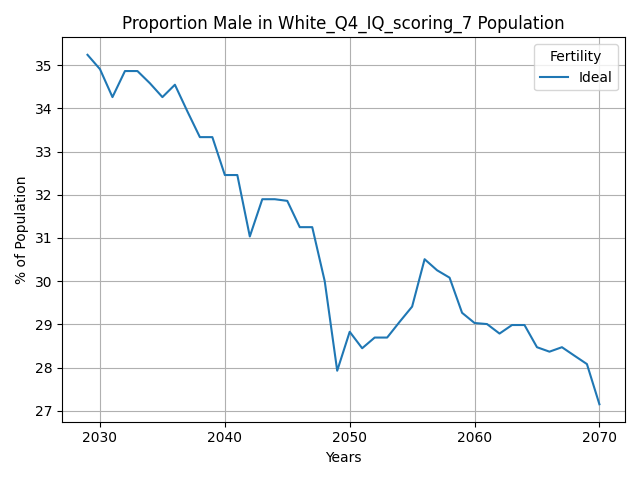 Proportion Male in White_Q4_IQ_scoring_7 Population
Fertility
Ideal
35
34
33
32
31
30
29
28
27
% of Population
2030 2040 2050 2060 2070
Years